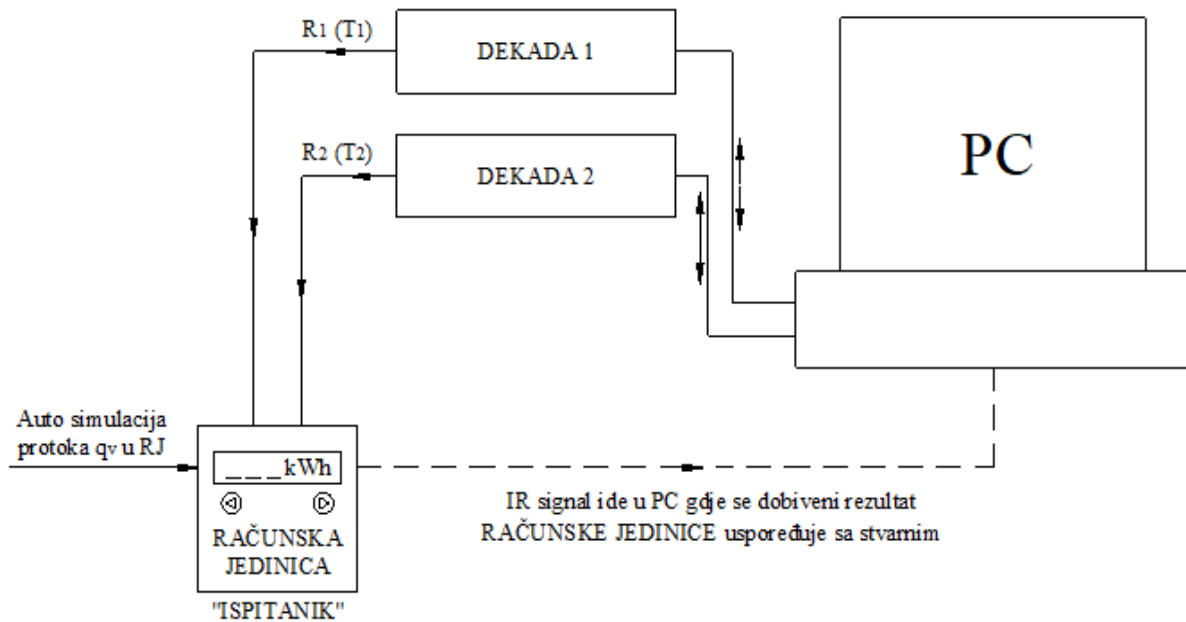 R1 (T1)
DEKADA 1
R2 (T2)
DEKADA 2
PC
Auto simulacija
protoka qv u RJ
___kWh
RAČUNSKA
JEDINICA
"ISPITANIK"
IR signal ide u PC gdje se dobiveni rezultat
RAČUNSKE JEDINICE uspoređuje sa stvarnim